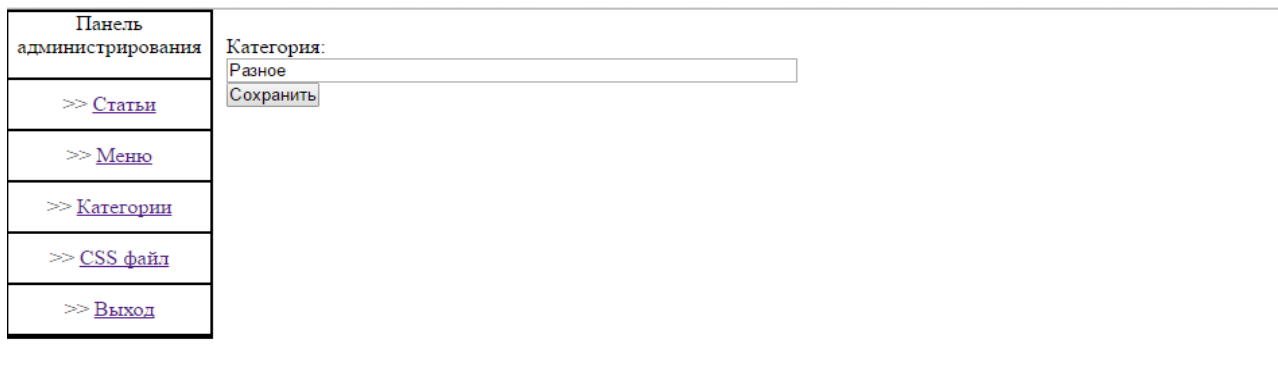 Панель
администрирования
>> Статьи
>> Меню
>> Категории
>> CSS файл
>> Выход
Категория:
Разное
Сохранить